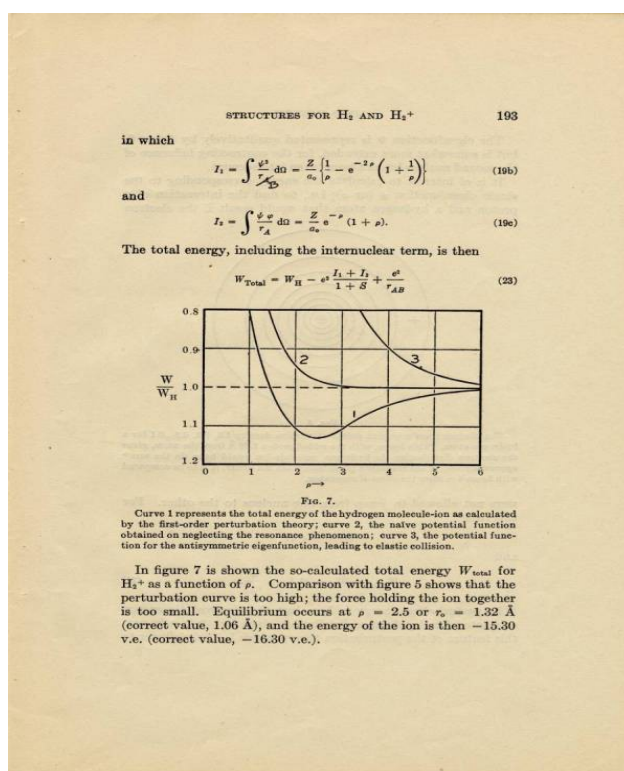 STRUCTURES FOR H₂ AND H₂⁺ 193
in which
I₁ = ∫ ψ²/r_B dΩ = Z/a₀ {1/ρ − e^{−2ρ} (1 + 1/ρ)} (19b)
and
I₂ = ∫ ψ φ/r_A dΩ = Z/a₀ e^{−ρ} (1 + ρ). (19c)
The total energy, including the internuclear term, is then
W_Total = W_H − e² (I₁ + I₂)/(1 + S) + e²/r_AB (23)
0.8
0.9
W/W_H 1.0
1.1
1.2
2
3
1
0 1 2 3 4 5 6
ρ→
Fig. 7.
Curve 1 represents the total energy of the hydrogen molecule-ion as calculated
by the first-order perturbation theory; curve 2, the naïve potential function
obtained on neglecting the resonance phenomenon; curve 3, the potential func-
tion for the antisymmetric eigenfunction, leading to elastic collision.
In figure 7 is shown the so-calculated total energy W_total for
H₂⁺ as a function of ρ. Comparison with figure 5 shows that the
perturbation curve is too high; the force holding the ion together
is too small. Equilibrium occurs at ρ = 2.5 or r₀ = 1.32 Å
(correct value, 1.06 Å), and the energy of the ion is then −15.30
v.e. (correct value, −16.30 v.e.).